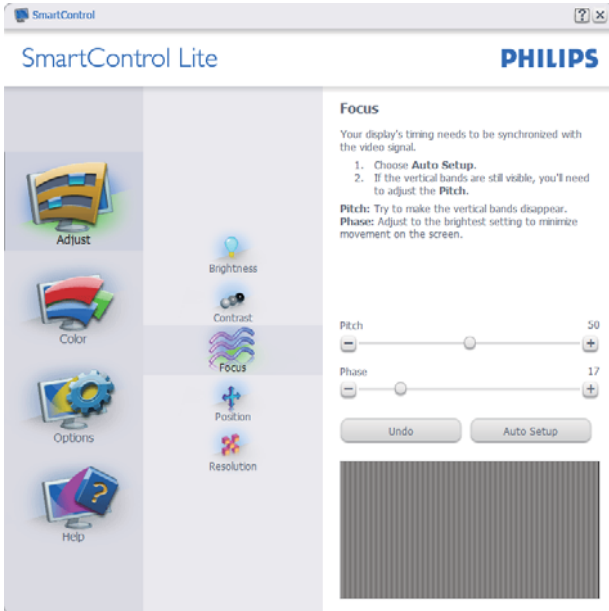 SmartControl
SmartControl Lite
PHILIPS
Adjust
Color
Options
Help
Brightness
Contrast
Focus
Position
Resolution
Focus
Your display's timing needs to be synchronized with
the video signal.
1. Choose Auto Setup.
2. If the vertical bands are still visible, you'll need
to adjust the Pitch.
Pitch: Try to make the vertical bands disappear.
Phase: Adjust to the brightest setting to minimize
movement on the screen.
Pitch 50
Phase 17
Undo Auto Setup